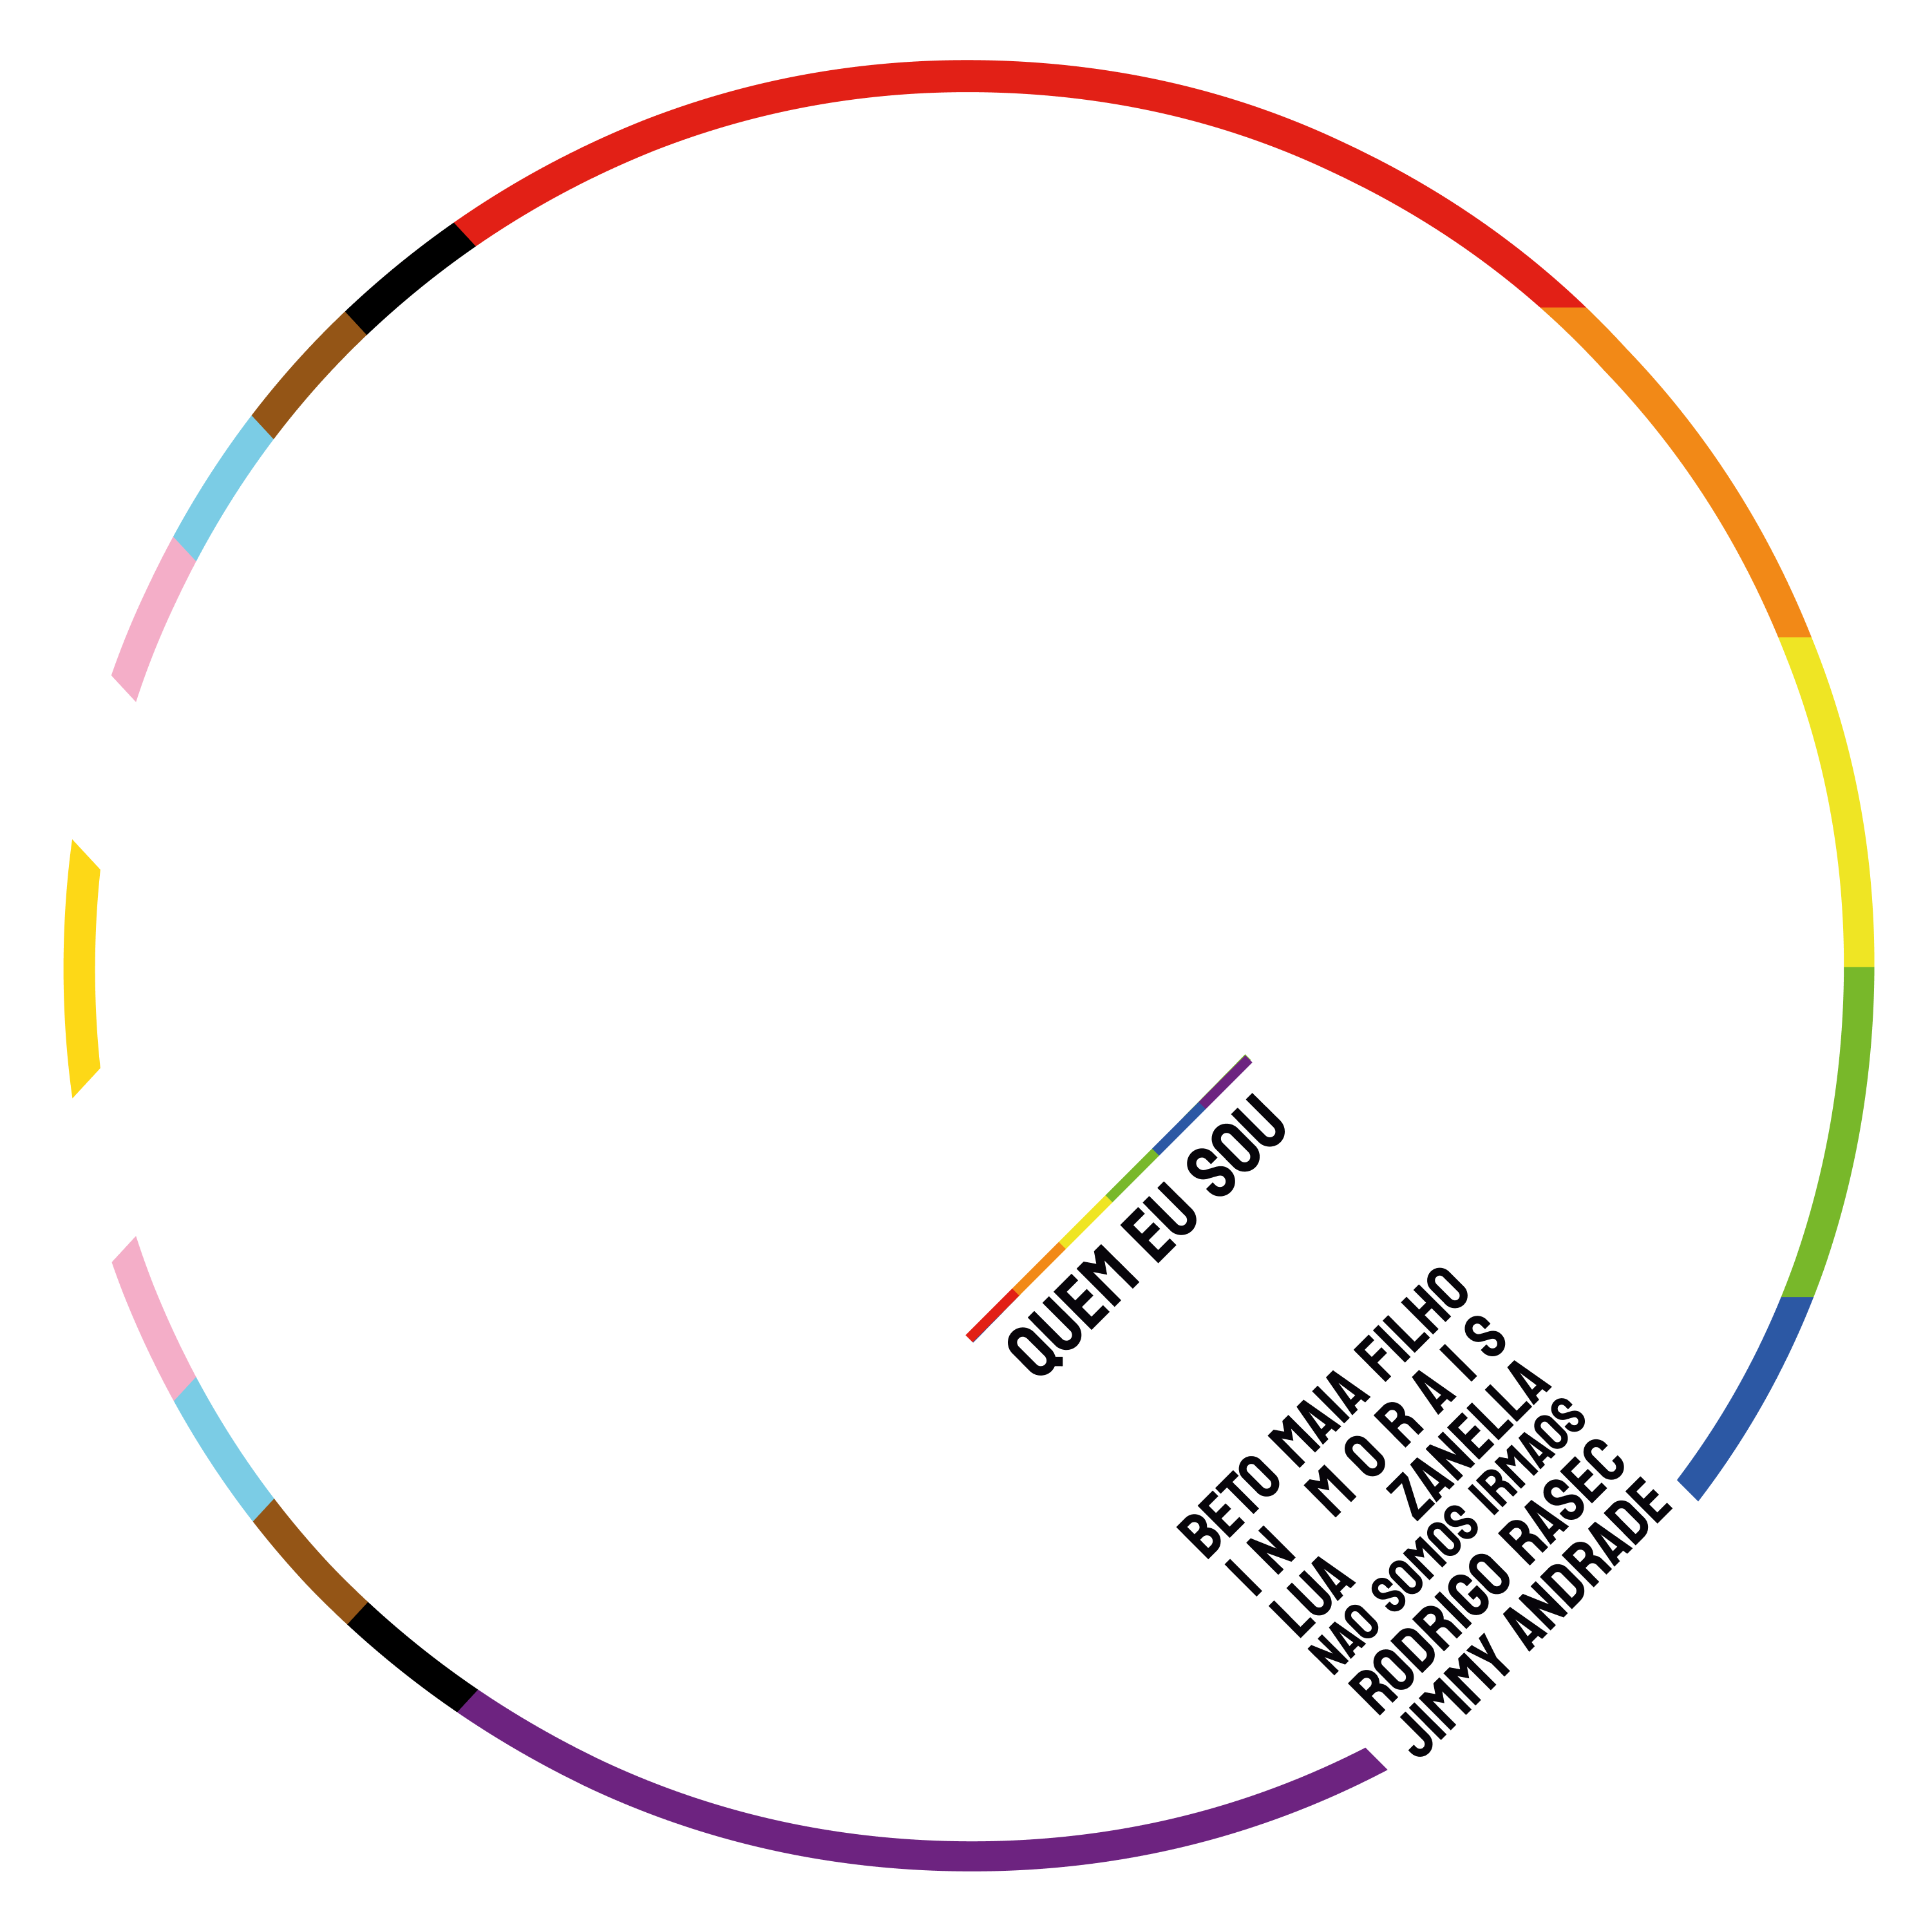 QUEM EU SOU
BETO MAIA FILHO
IN MORAIS
LUA ZANELLA
NAO SOMOS IRMAOS
RODRIGO RASEC
JIMMY ANDRADE